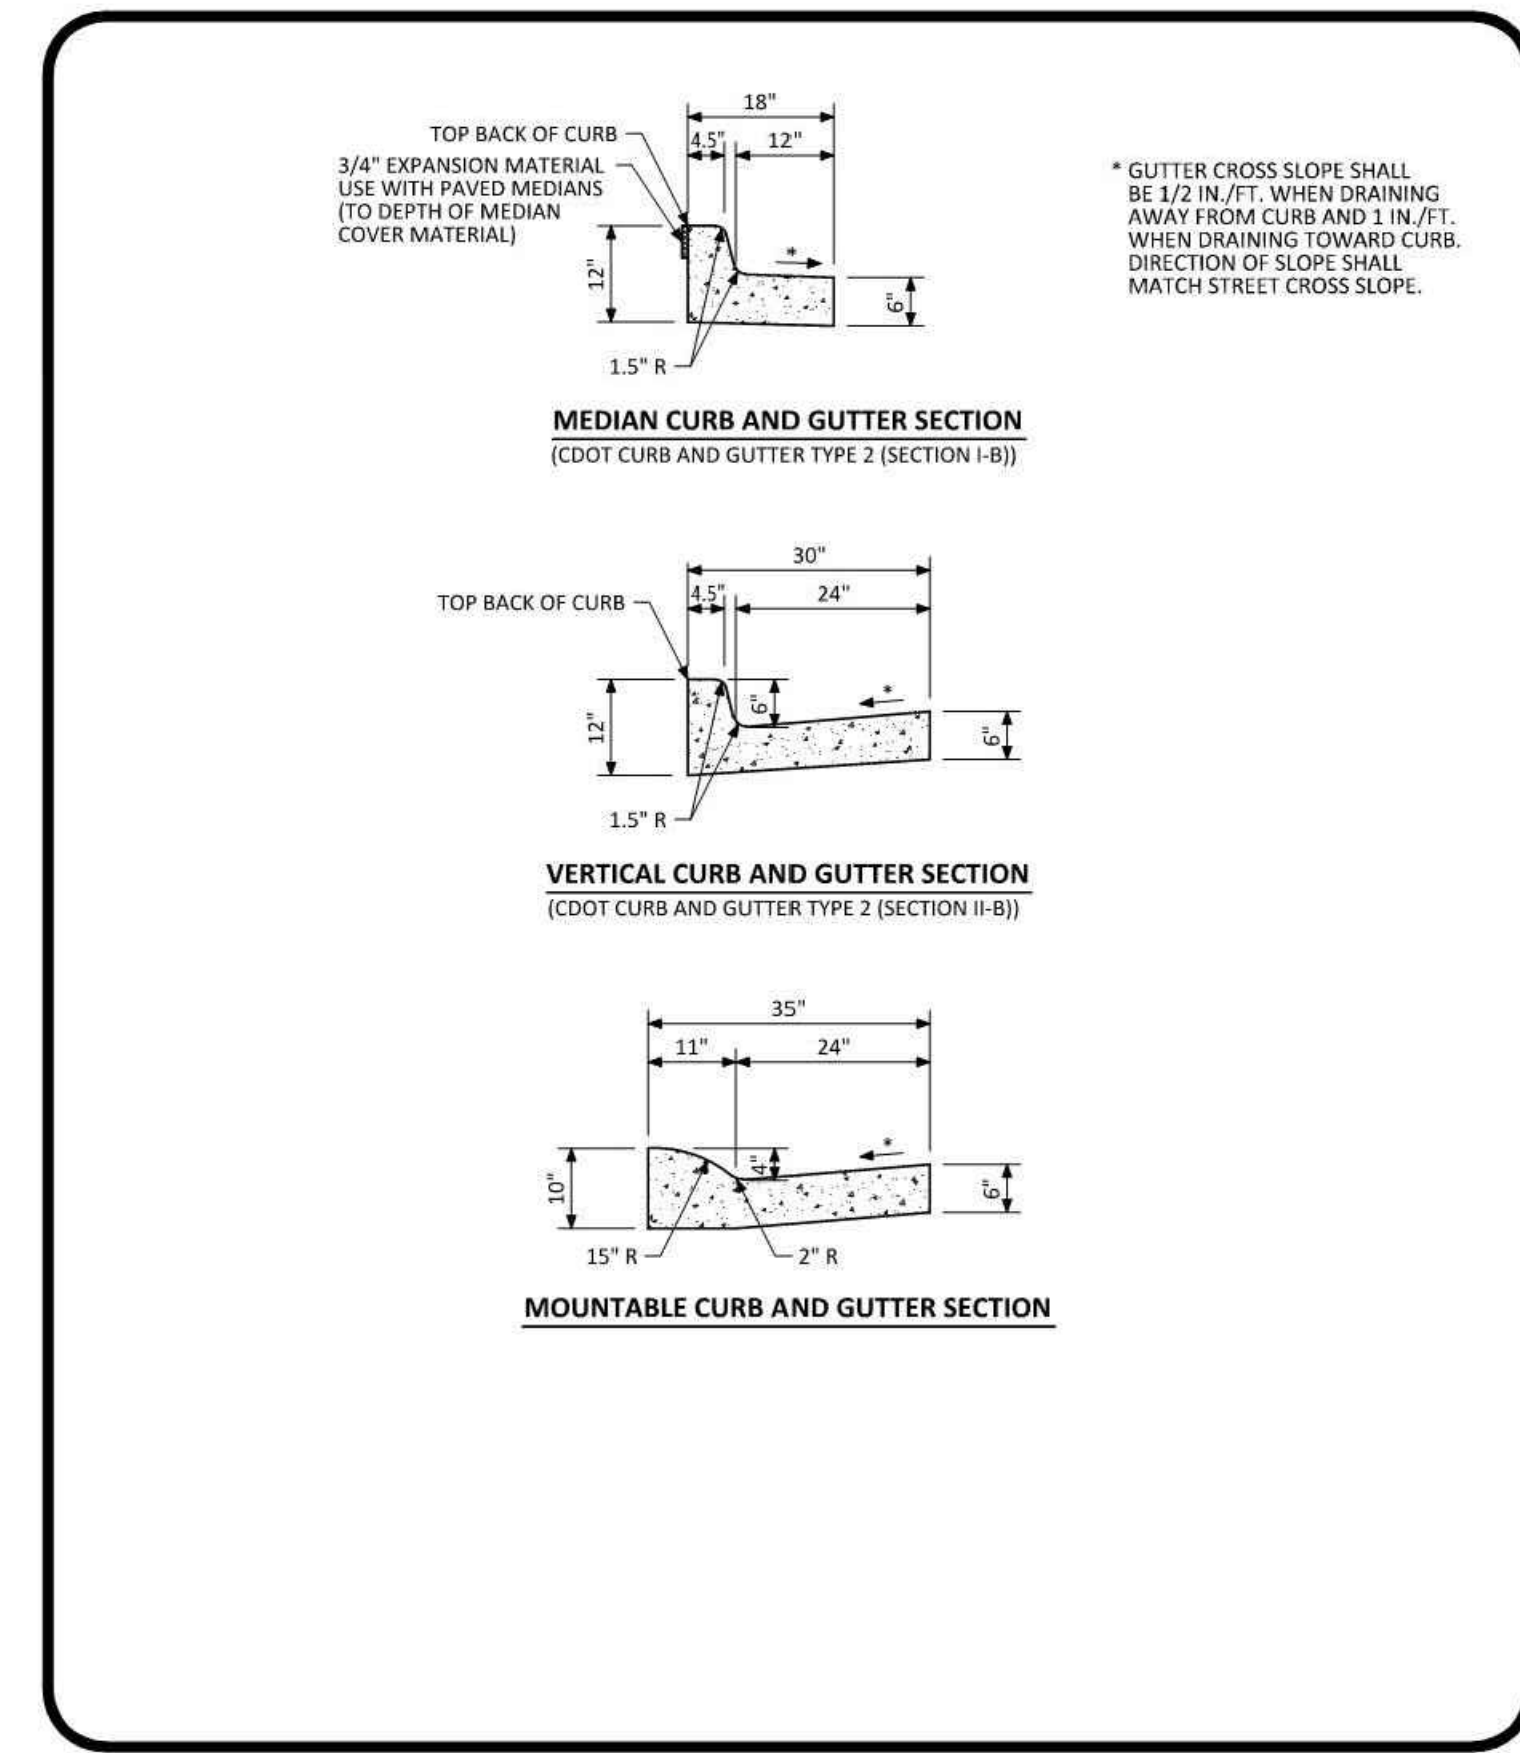 18"
TOP BACK OF CURB
4.5"
12"
3/4" EXPANSION MATERIAL
USE WITH PAVED MEDIANS
(TO DEPTH OF MEDIAN
COVER MATERIAL)
* GUTTER CROSS SLOPE SHALL
BE 1/2 IN./FT. WHEN DRAINING
AWAY FROM CURB AND 1 IN./FT.
WHEN DRAINING TOWARD CURB.
DIRECTION OF SLOPE SHALL
MATCH STREET CROSS SLOPE.
*
12"
6"
1.5" R
MEDIAN CURB AND GUTTER SECTION
(CDOT CURB AND GUTTER TYPE 2 (SECTION I-B))
30"
4.5"
24"
TOP BACK OF CURB
*
6"
12"
6"
1.5" R
VERTICAL CURB AND GUTTER SECTION
(CDOT CURB AND GUTTER TYPE 2 (SECTION II-B))
35"
11"
24"
*
4"
10"
6"
15" R
2" R
MOUNTABLE CURB AND GUTTER SECTION